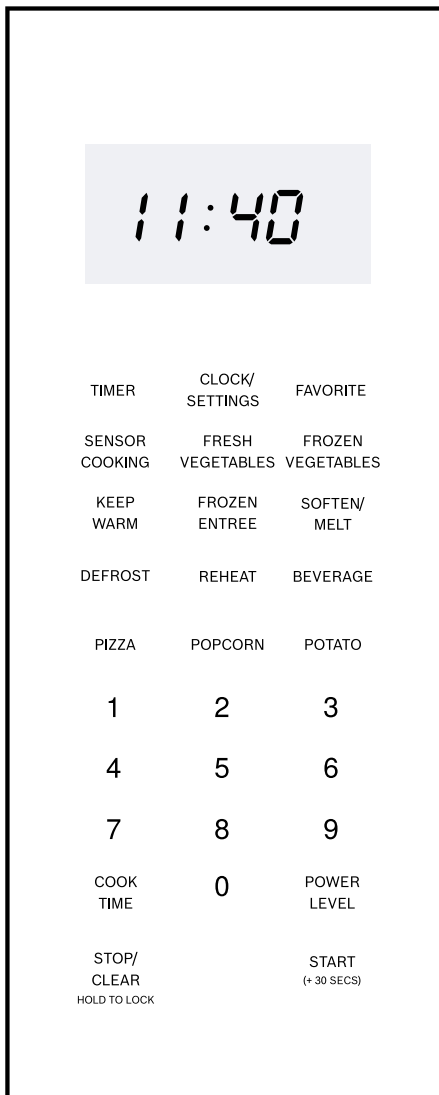 11:40
TIMER
CLOCK/
SETTINGS
FAVORITE
SENSOR
COOKING
FRESH
VEGETABLES
FROZEN
VEGETABLES
KEEP
WARM
FROZEN
ENTREE
SOFTEN/
MELT
DEFROST
REHEAT
BEVERAGE
PIZZA
POPCORN
POTATO
1 2 3
4 5 6
7 8 9
COOK
TIME
0
POWER
LEVEL
STOP/
CLEAR
HOLD TO LOCK
START
(+ 30 SECS)